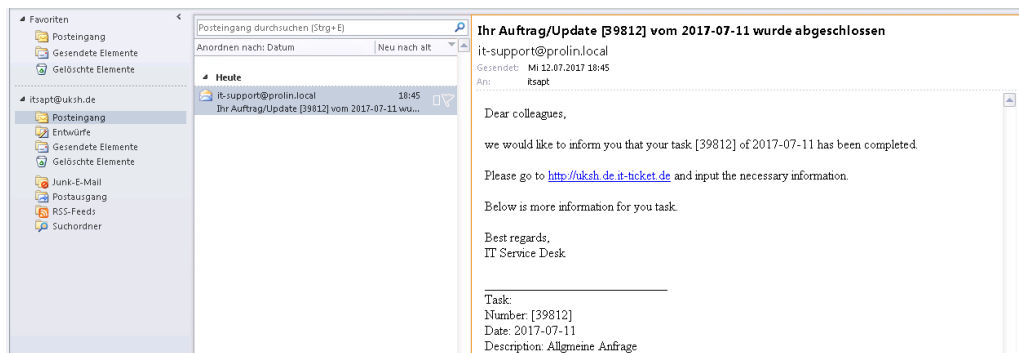 Favoriten
Posteingang
Gesendete Elemente
Gelöschte Elemente
itsapt@uksh.de
Posteingang
Entwürfe
Gesendete Elemente
Gelöschte Elemente
Junk-E-Mail
Postausgang
RSS-Feeds
Suchordner
Posteingang durchsuchen (Strg+E)
Anordnen nach: Datum Neu nach alt
Heute
it-support@prolin.local 18:45
Ihr Auftrag/Update [39812] vom 2017-07-11 wu...
Ihr Auftrag/Update [39812] vom 2017-07-11 wurde abgeschlossen
it-support@prolin.local
Gesendet: Mi 12.07.2017 18:45
An: itsapt
Dear colleagues,
we would like to inform you that your task [39812] of 2017-07-11 has been completed.
Please go to http://uksh.de.it-ticket.de and input the necessary information.
Below is more information for you task.
Best regards,
IT Service Desk
Task:
Number: [39812]
Date: 2017-07-11
Description: Allgmeine Anfrage